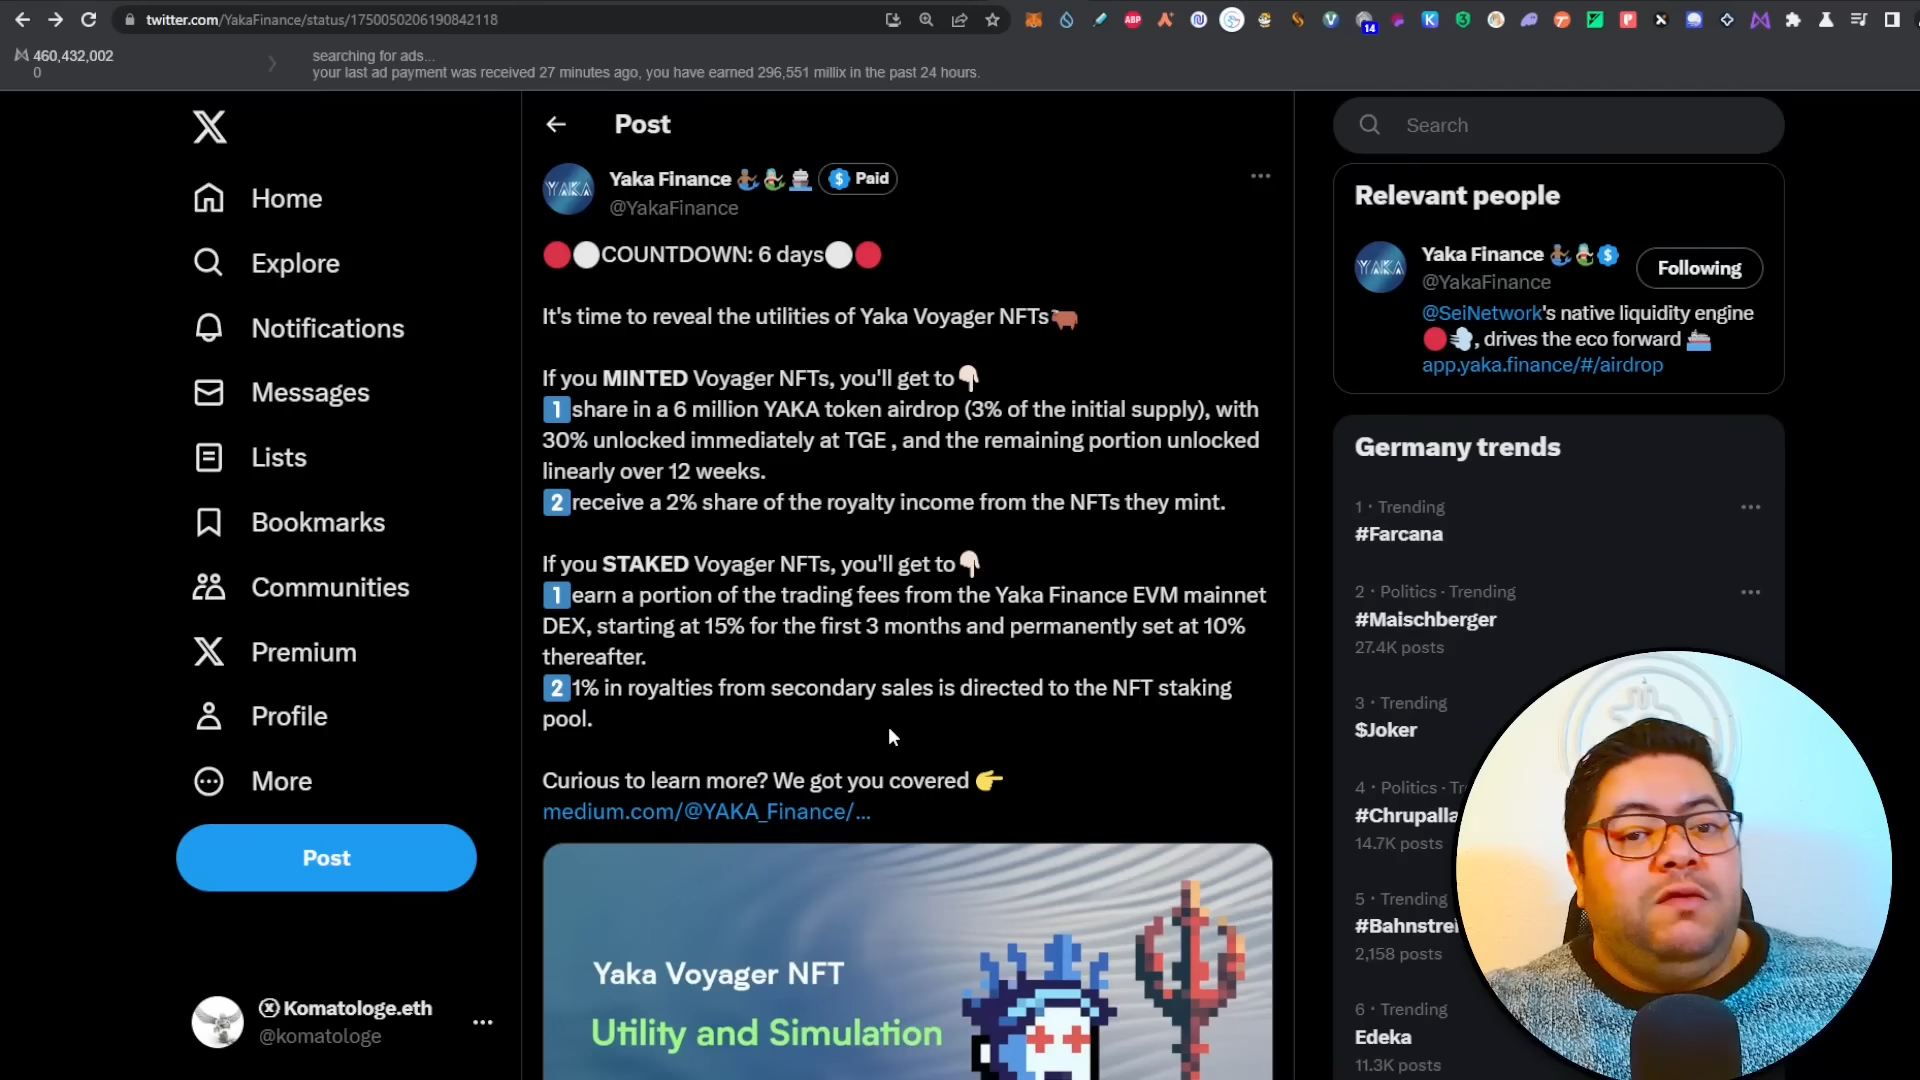 twitter.com/YakaFinance/status/1750050206190842118
ABP
14
460,432,002
0
searching for ads...
your last ad payment was received 27 minutes ago, you have earned 296,551 millix in the past 24 hours.
Home
Explore
Notifications
Messages
Lists
Bookmarks
Communities
Premium
Profile
More
Post
Komatologe.eth
@komatologe
Post
YAKA
Yaka Finance
Paid
@YakaFinance
COUNTDOWN: 6 days
It's time to reveal the utilities of Yaka Voyager NFTs
If you MINTED Voyager NFTs, you'll get to
1 share in a 6 million YAKA token airdrop (3% of the initial supply), with
30% unlocked immediately at TGE , and the remaining portion unlocked
linearly over 12 weeks.
2 receive a 2% share of the royalty income from the NFTs they mint.
If you STAKED Voyager NFTs, you'll get to
1 earn a portion of the trading fees from the Yaka Finance EVM mainnet
DEX, starting at 15% for the first 3 months and permanently set at 10%
thereafter.
2 1% in royalties from secondary sales is directed to the NFT staking
pool.
Curious to learn more? We got you covered
medium.com/@YAKA_Finance/...
Yaka Voyager NFT
Utility and Simulation
Search
Relevant people
YAKA
Yaka Finance
@YakaFinance
Following
@SeiNetwork's native liquidity engine
, drives the eco forward
app.yaka.finance/#/airdrop
Germany trends
1 · Trending
#Farcana
2 · Politics · Trending
#Maischberger
27.4K posts
3 · Trending
$Joker
4 · Politics · Tr
#Chrupalla
14.7K posts
5 · Trending
#Bahnstrei
2,158 posts
6 · Trending
Edeka
11.3K posts